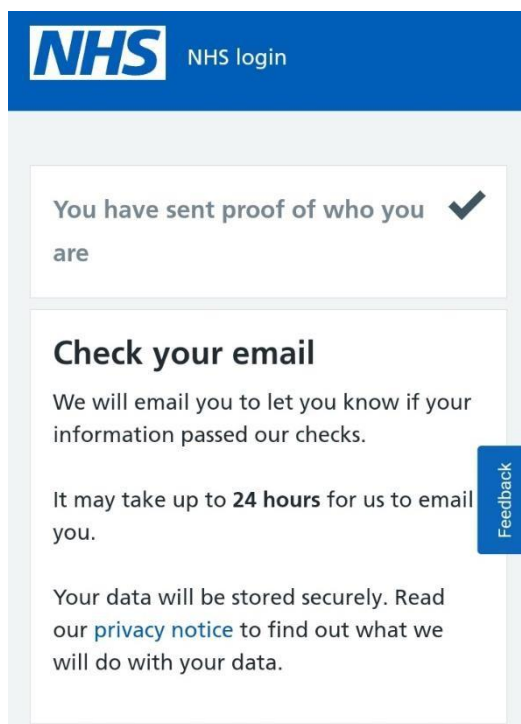 NHS NHS login
You have sent proof of who you
are
Check your email
We will email you to let you know if your
information passed our checks.
It may take up to 24 hours for us to email
you.
Feedback
Your data will be stored securely. Read
our privacy notice to find out what we
will do with your data.